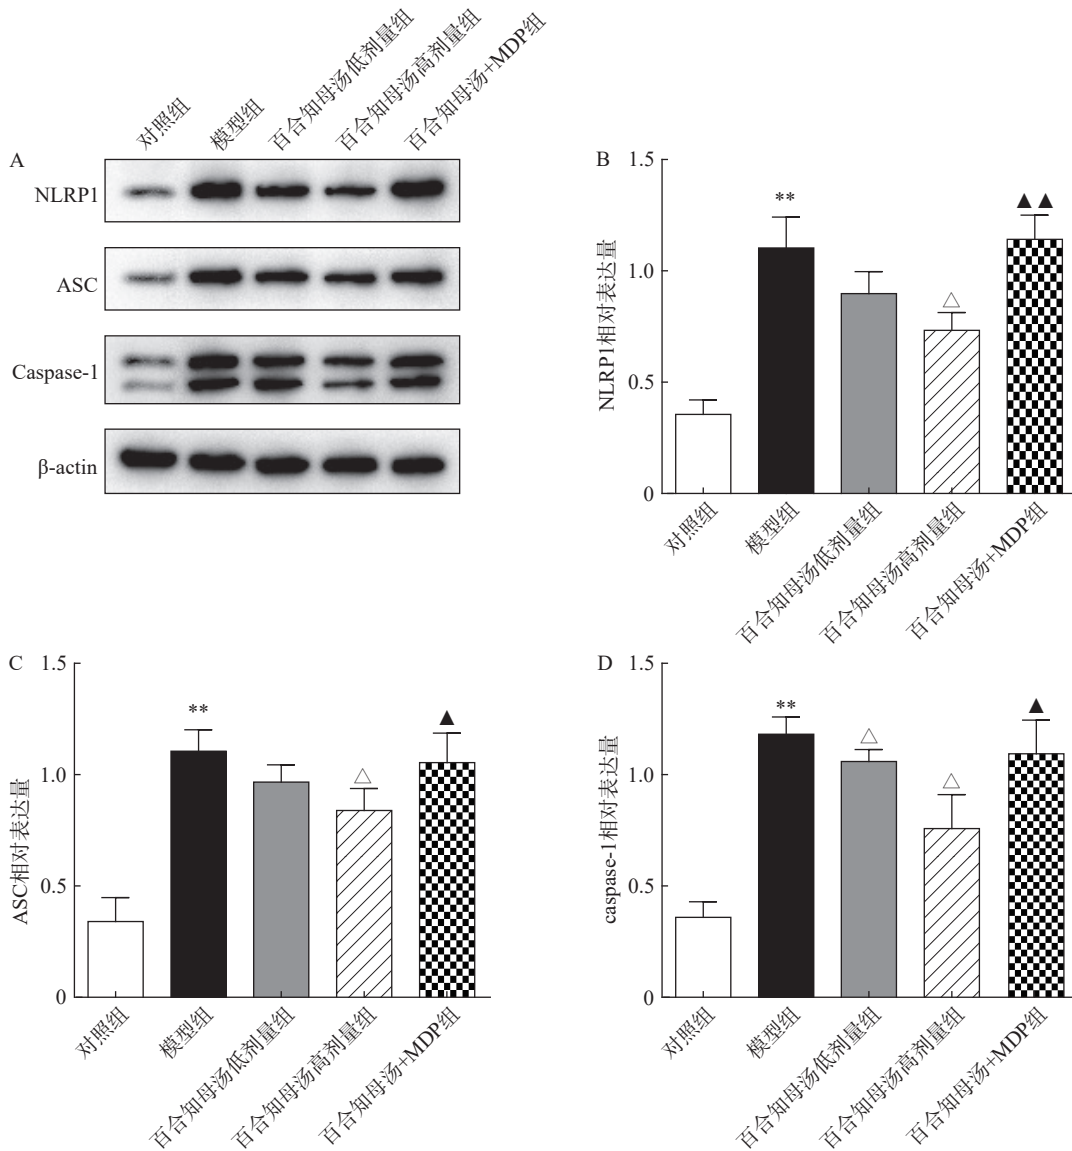 对照组
模型组
百合知母汤低剂量组
百合知母汤高剂量组
百合知母汤+MDP组
A
NLRP1
ASC
Caspase-1
β-actin
B
NLRP1相对表达量
1.5
1.0
0.5
0
**
△
▲▲
对照组
模型组
百合知母汤低剂量组
百合知母汤高剂量组
百合知母汤+MDP组
C
ASC相对表达量
1.5
1.0
0.5
0
**
△
▲
对照组
模型组
百合知母汤低剂量组
百合知母汤高剂量组
百合知母汤+MDP组
D
caspase-1相对表达量
1.5
1.0
0.5
0
**
△
△
▲
对照组
模型组
百合知母汤低剂量组
百合知母汤高剂量组
百合知母汤+MDP组